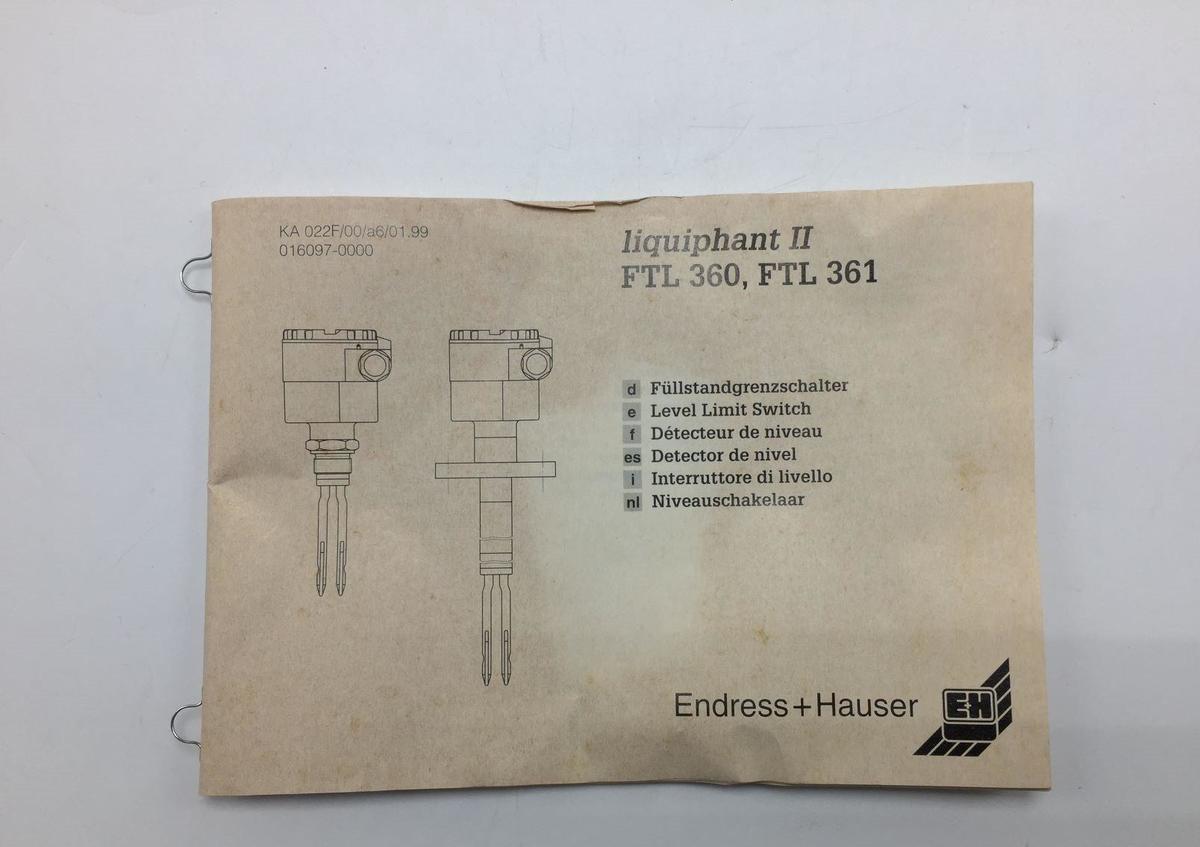 KA 022F/00/a6/01.99
016097-0000
liquiphant II
FTL 360, FTL 361
d Füllstandgrenzschalter
e Level Limit Switch
f Détecteur de niveau
es Detector de nivel
i Interruttore di livello
nl Niveauschakelaar
Endress+Hauser
E+H